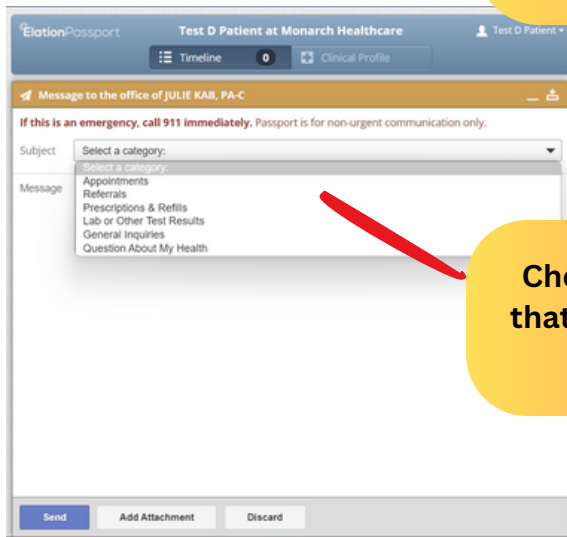 ElationPassport
Test D Patient at Monarch Healthcare
Test D Patient
Timeline 0 Clinical Profile
Message to the office of JULIE KAB, PA-C
If this is an emergency, call 911 immediately. Passport is for non-urgent communication only.
Subject Select a category:
Select a category:
Message Appointments
Referrals
Prescriptions & Refills
Lab or Other Test Results
General Inquiries
Question About My Health
that
Send Add Attachment Discard